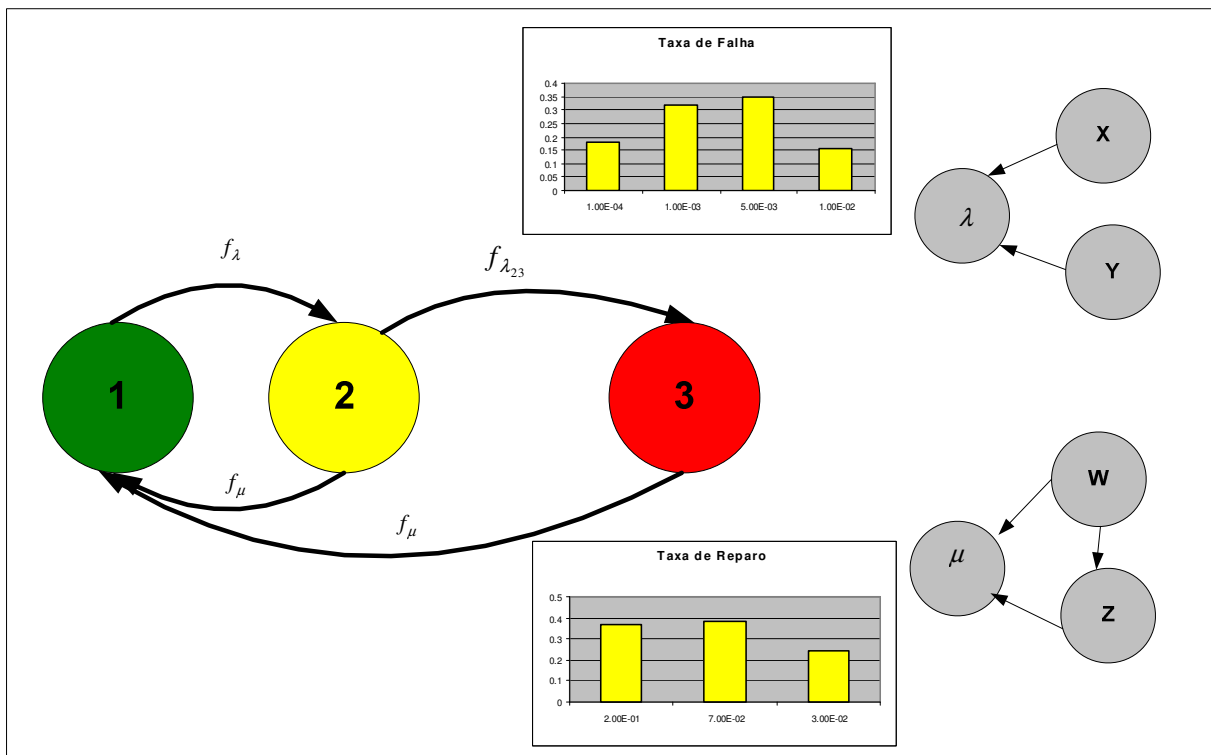 Taxa de Falha
0.4
0.35
0.3
0.25
0.2
0.15
0.1
0.05
0
1.00E-04 1.00E-03 5.00E-03 1.00E-02
X
λ
Y
f_λ
f_λ₂₃
1
2
3
f_μ
f_μ
Taxa de Reparo
0.5
0.4
0.3
0.2
0.1
0
2.00E-01 7.00E-02 3.00E-02
W
μ
Z